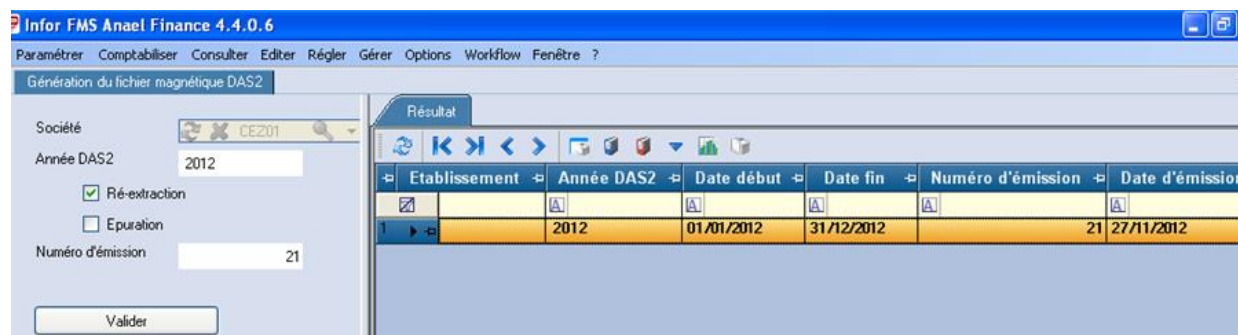 Infor FMS Anael Finance 4.4.0.6
Paramétrer Comptabiliser Consulter Editer Régler Gérer Options Workflow Fenêtre ?
Génération du fichier magnétique DAS2
Société CEZ01
Année DAS2 2012
Ré-extraction
Epuration
Numéro d'émission 21
Valider
Résultat
Etablissement Année DAS2 Date début Date fin Numéro d'émission Date d'émission
1 2012 01/01/2012 31/12/2012 21 27/11/2012